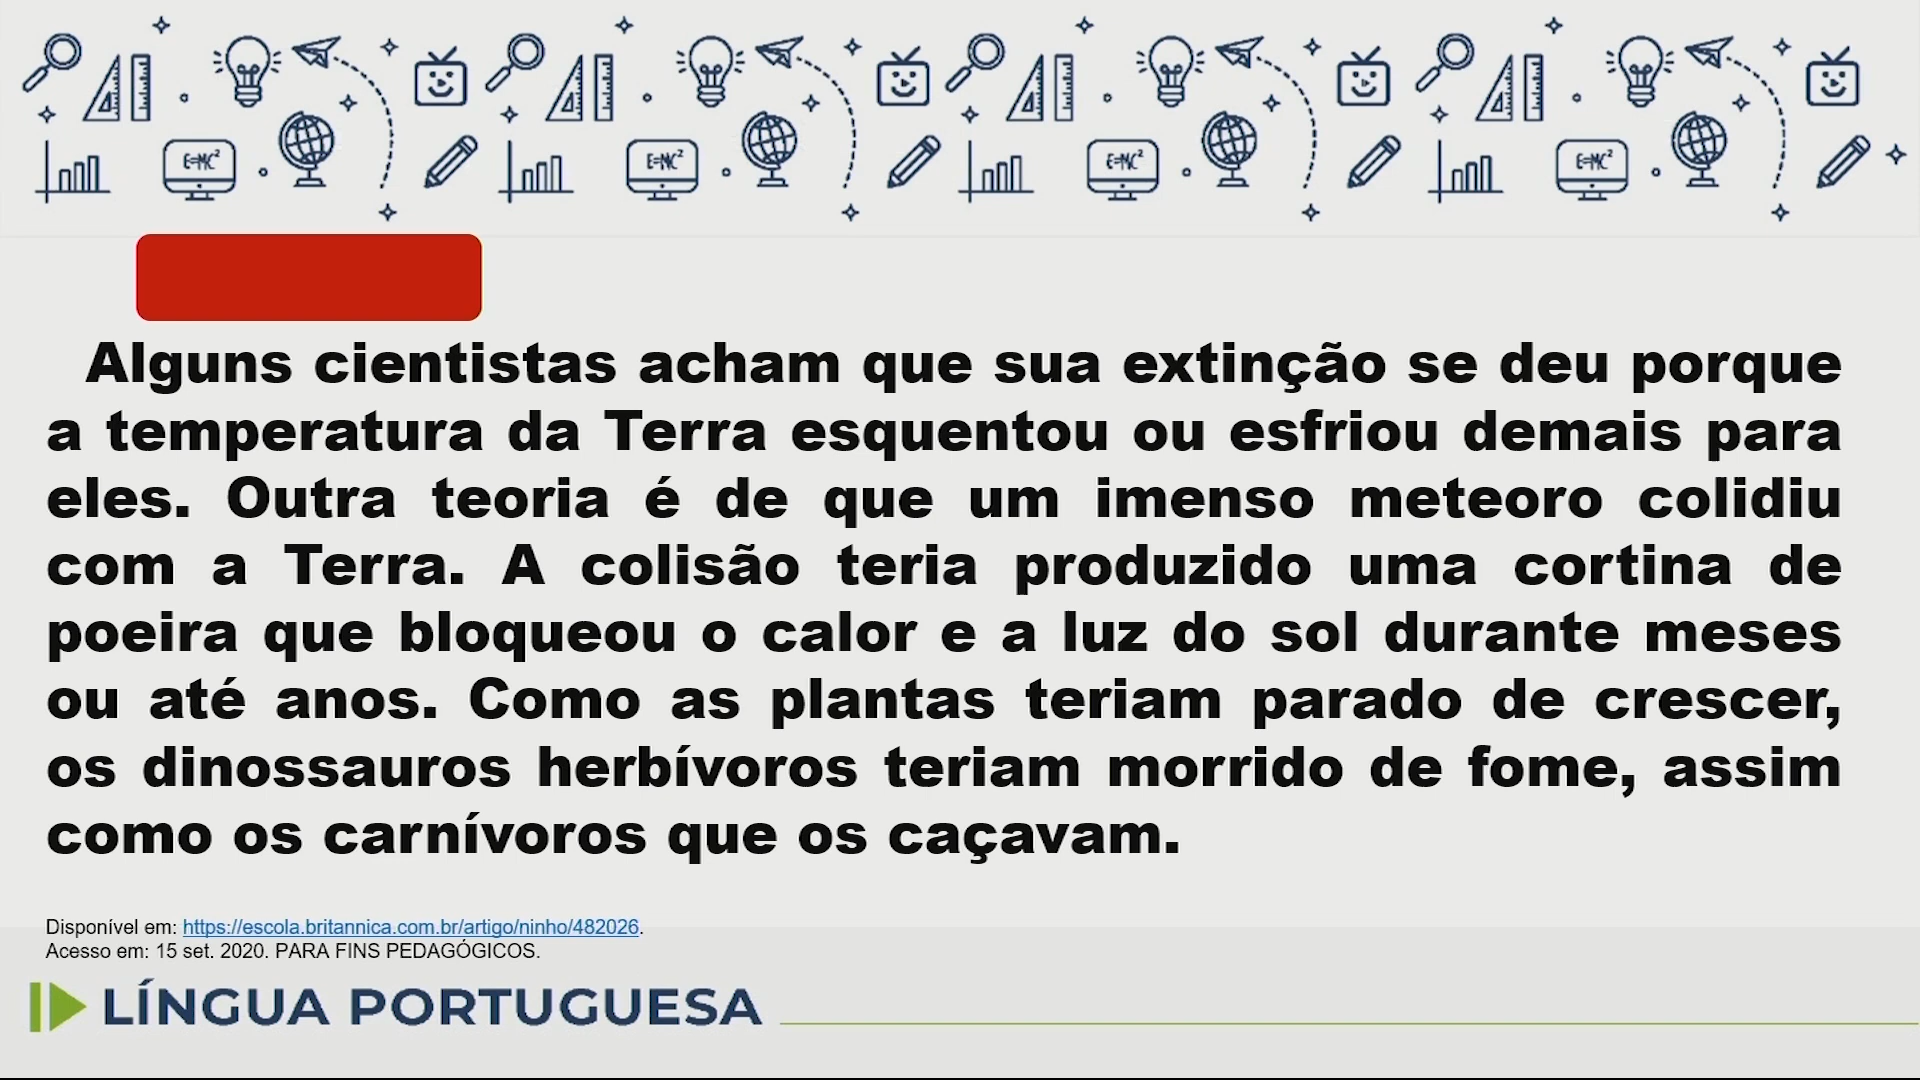 E=MC² E=MC² E=MC² E=MC²
Alguns cientistas acham que sua extinção se deu porque
a temperatura da Terra esquentou ou esfriou demais para
eles. Outra teoria é de que um imenso meteoro colidiu
com a Terra. A colisão teria produzido uma cortina de
poeira que bloqueou o calor e a luz do sol durante meses
ou até anos. Como as plantas teriam parado de crescer,
os dinossauros herbívoros teriam morrido de fome, assim
como os carnívoros que os caçavam.
Disponível em: https://escola.britannica.com.br/artigo/ninho/482026.
Acesso em: 15 set. 2020. PARA FINS PEDAGÓGICOS.
LÍNGUA PORTUGUESA